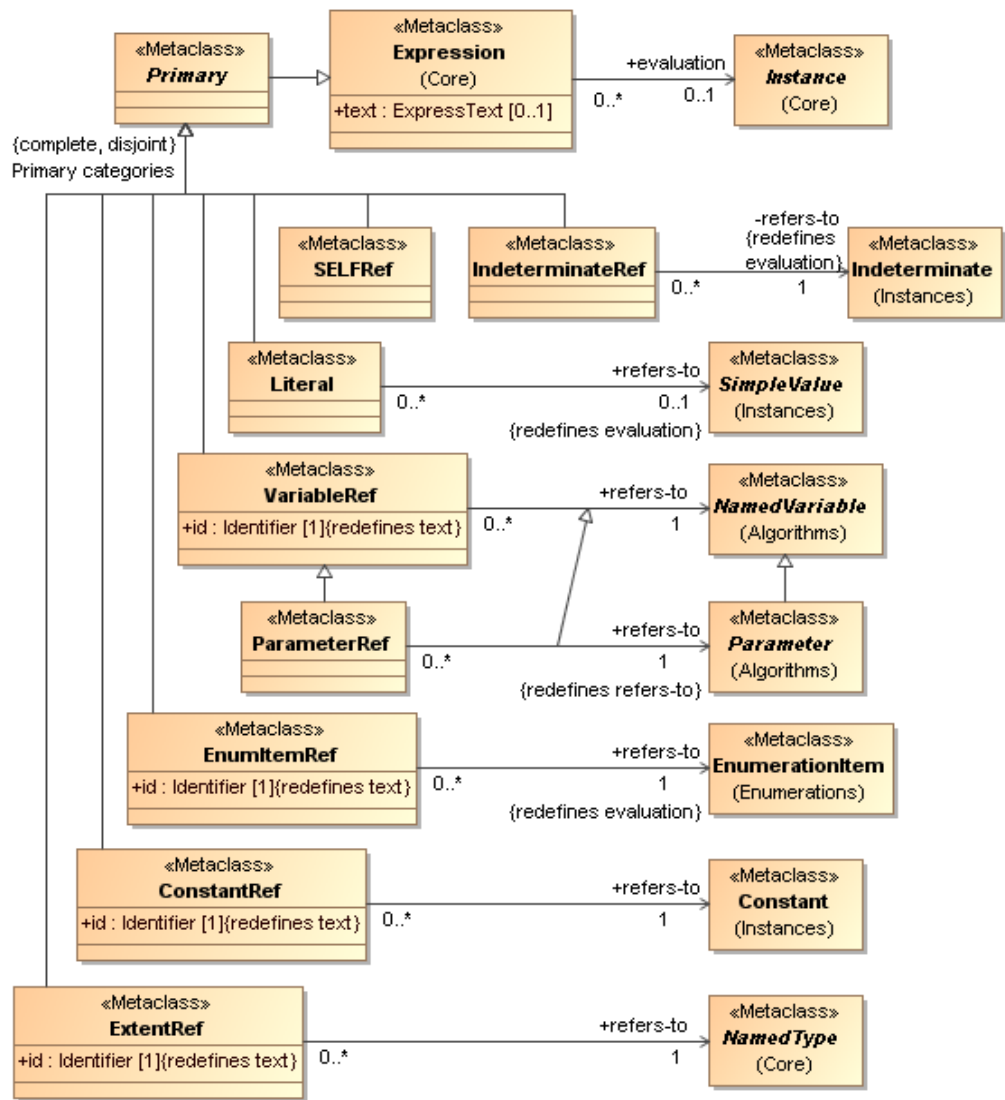 «Metaclass»
Primary
«Metaclass»
Expression
(Core)
+text : ExpressText [0..1]
+evaluation
0..*
0..1
«Metaclass»
Instance
(Core)
{complete, disjoint}
Primary categories
«Metaclass»
SELFRef
«Metaclass»
IndeterminateRef
-refers-to
{redefines
evaluation}
0..*
1
«Metaclass»
Indeterminate
(Instances)
«Metaclass»
Literal
+refers-to
0..*
0..1
{redefines evaluation}
«Metaclass»
SimpleValue
(Instances)
«Metaclass»
VariableRef
+id : Identifier [1]{redefines text}
+refers-to
0..*
1
«Metaclass»
NamedVariable
(Algorithms)
«Metaclass»
ParameterRef
+refers-to
0..*
1
{redefines refers-to}
«Metaclass»
Parameter
(Algorithms)
«Metaclass»
EnumItemRef
+id : Identifier [1]{redefines text}
+refers-to
0..*
1
{redefines evaluation}
«Metaclass»
EnumerationItem
(Enumerations)
«Metaclass»
ConstantRef
+id : Identifier [1]{redefines text}
+refers-to
0..*
1
«Metaclass»
Constant
(Instances)
«Metaclass»
ExtentRef
+id : Identifier [1]{redefines text}
+refers-to
0..*
1
«Metaclass»
NamedType
(Core)